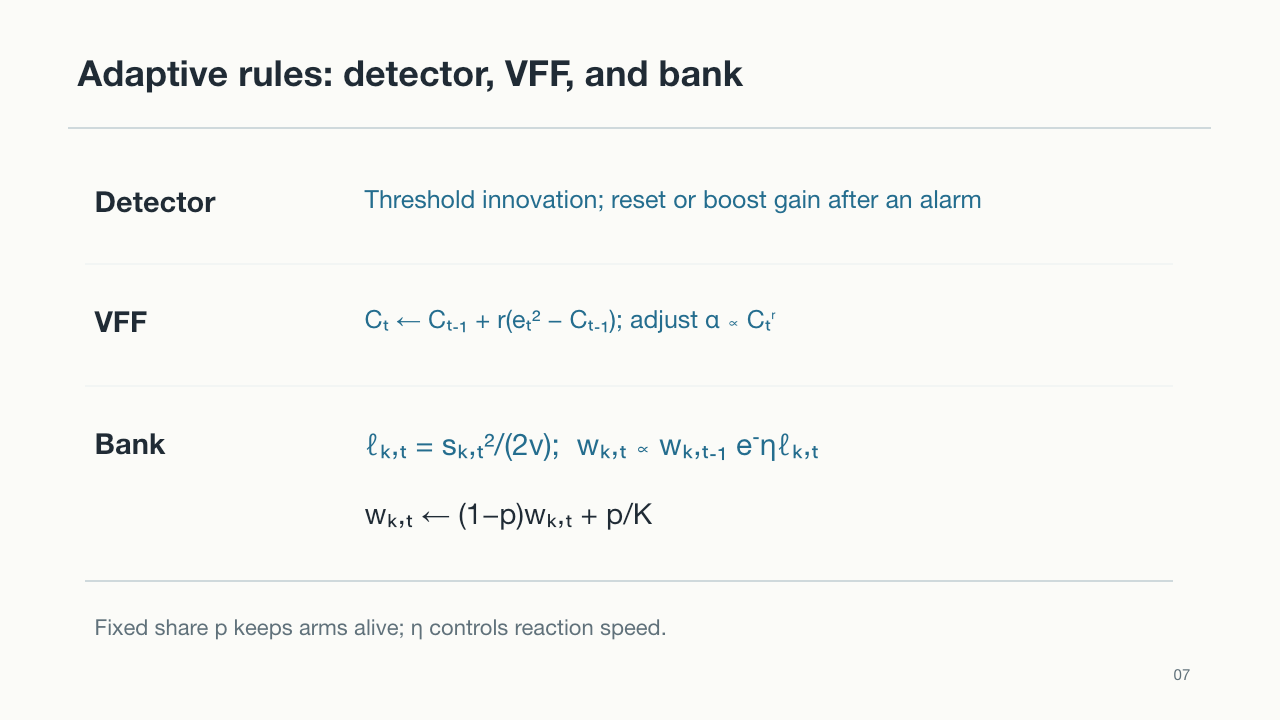 Adaptive rules: detector, VFF, and bank
Detector
Threshold innovation; reset or boost gain after an alarm
VFF
Cₜ ← Cₜ₋₁ + r(eₜ² − Cₜ₋₁); adjust α ∝ Cₜʳ
Bank
ℓₖ,ₜ = sₖ,ₜ²/(2v); wₖ,ₜ ∝ wₖ,ₜ₋₁ e⁻ηℓₖ,ₜ
wₖ,ₜ ← (1−p)wₖ,ₜ + p/K
Fixed share p keeps arms alive; η controls reaction speed.
07